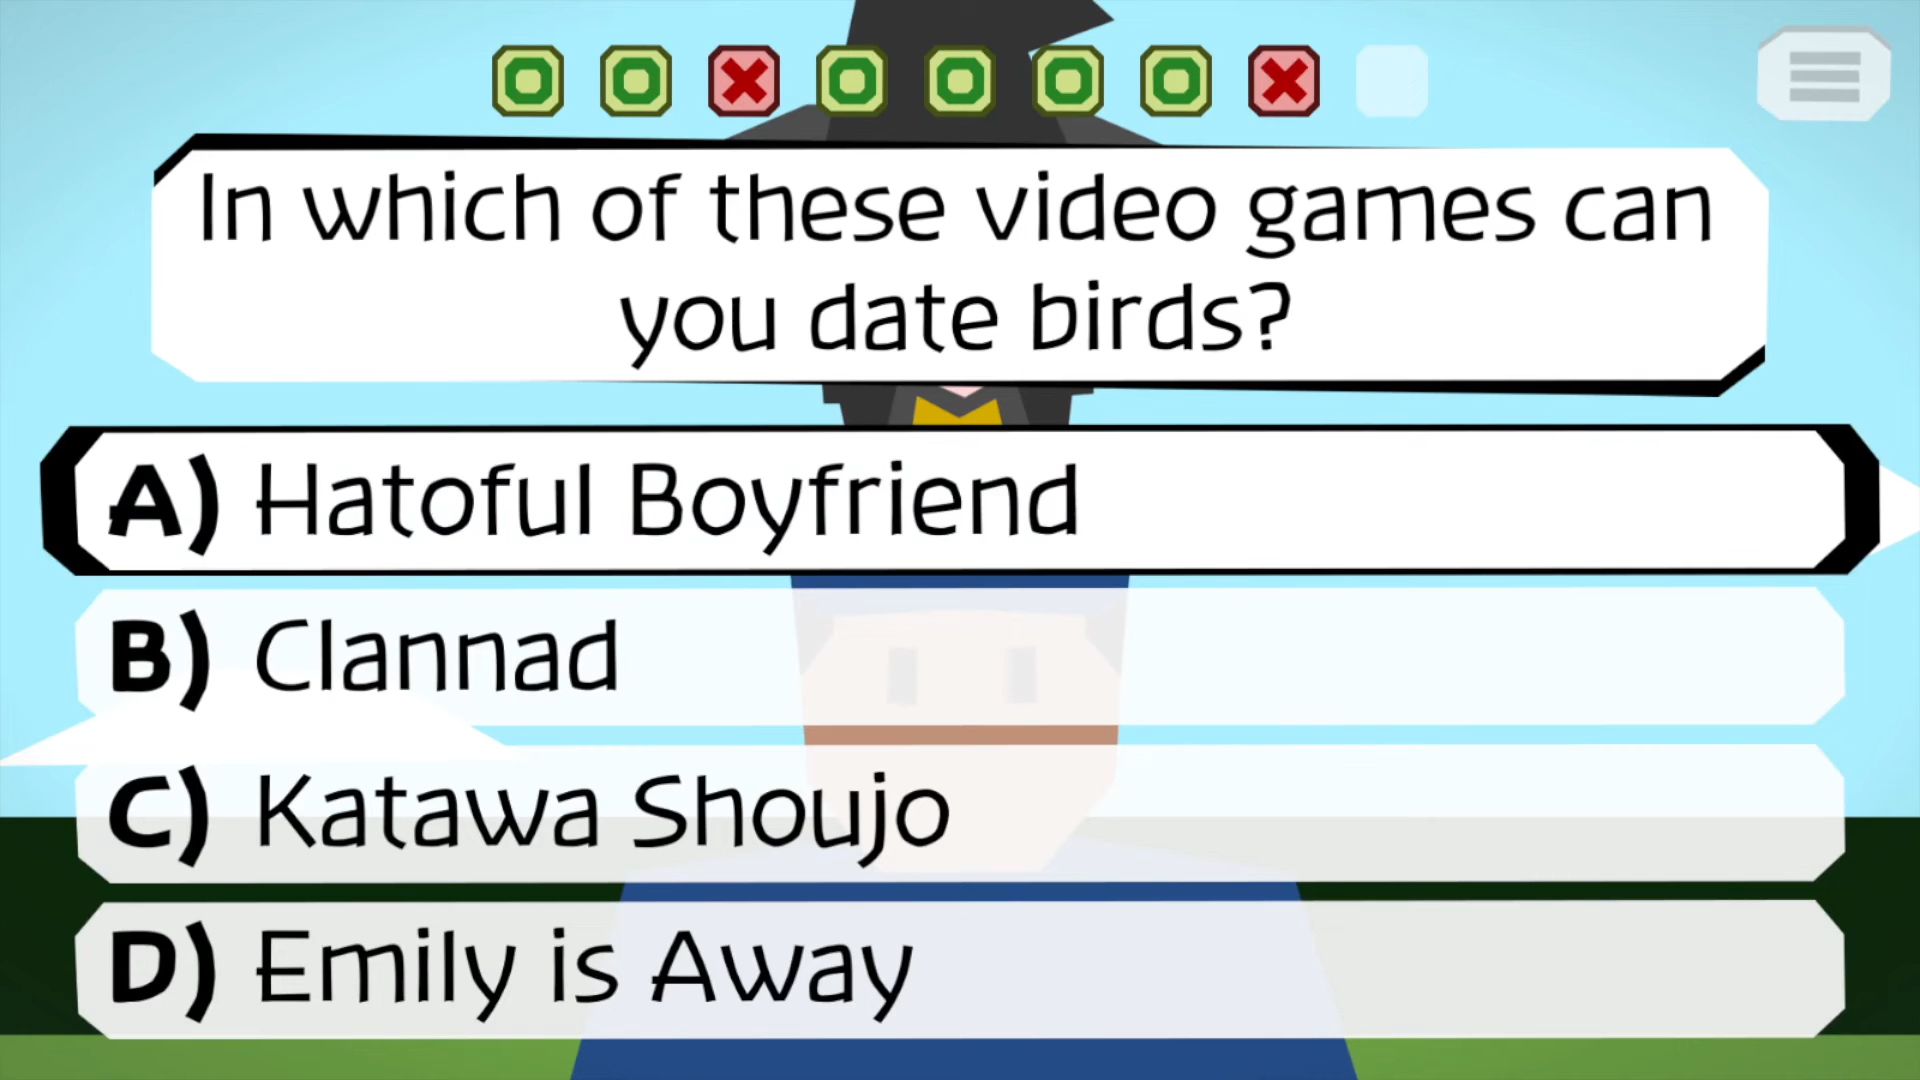 In which of these video games can
you date birds?
A) Hatoful Boyfriend
B) Clannad
C) Katawa Shoujo
D) Emily is Away